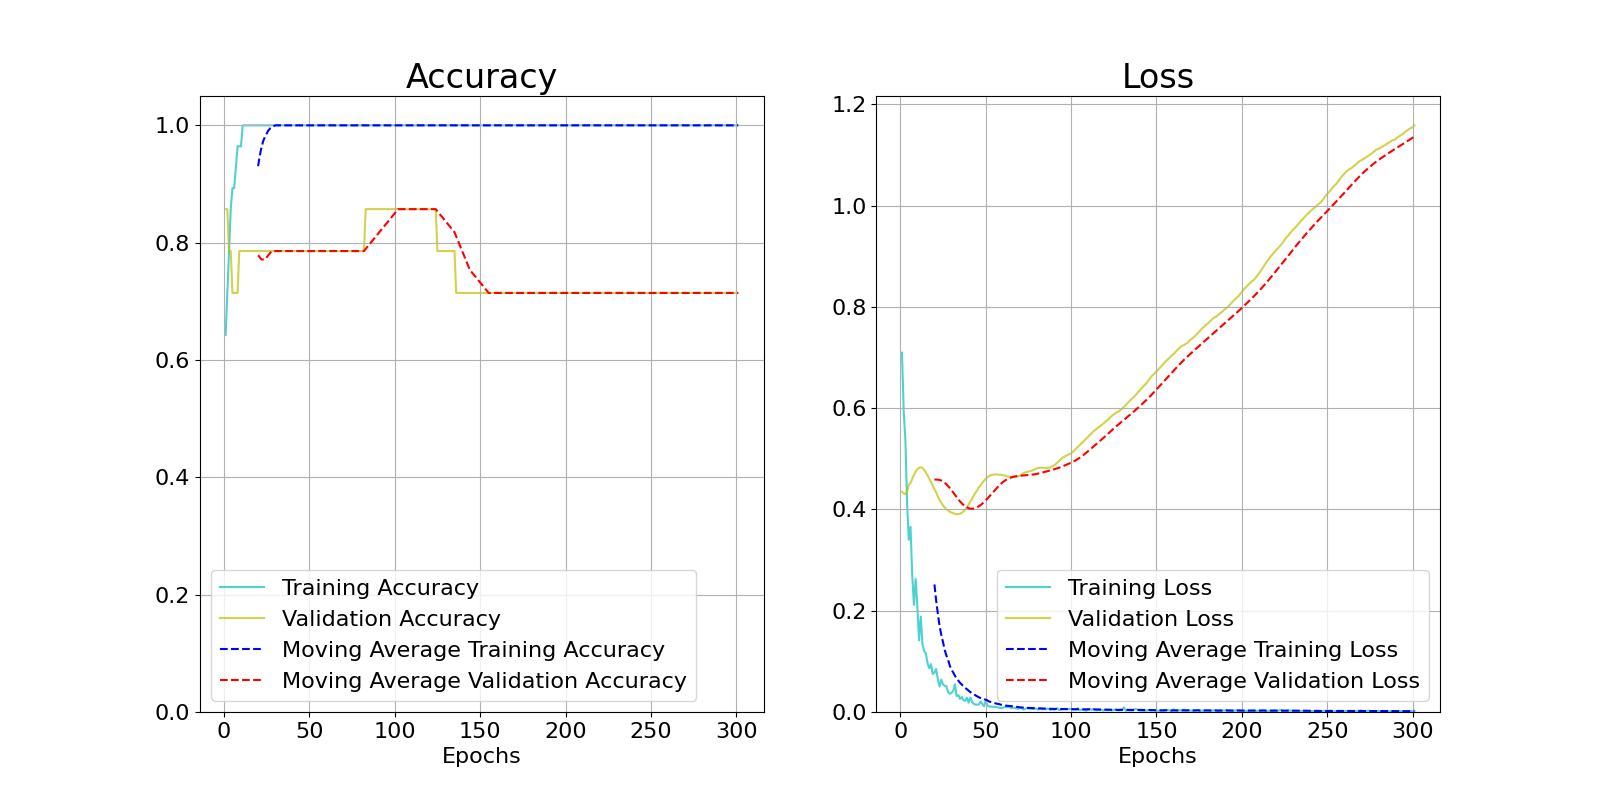 Accuracy
1.0
0.8
0.6
0.4
0.2
0.0
0 50 100 150 200 250 300
Epochs
Training Accuracy
Validation Accuracy
Moving Average Training Accuracy
Moving Average Validation Accuracy
Loss
1.2
1.0
0.8
0.6
0.4
0.2
0.0
0 50 100 150 200 250 300
Epochs
Training Loss
Validation Loss
Moving Average Training Loss
Moving Average Validation Loss